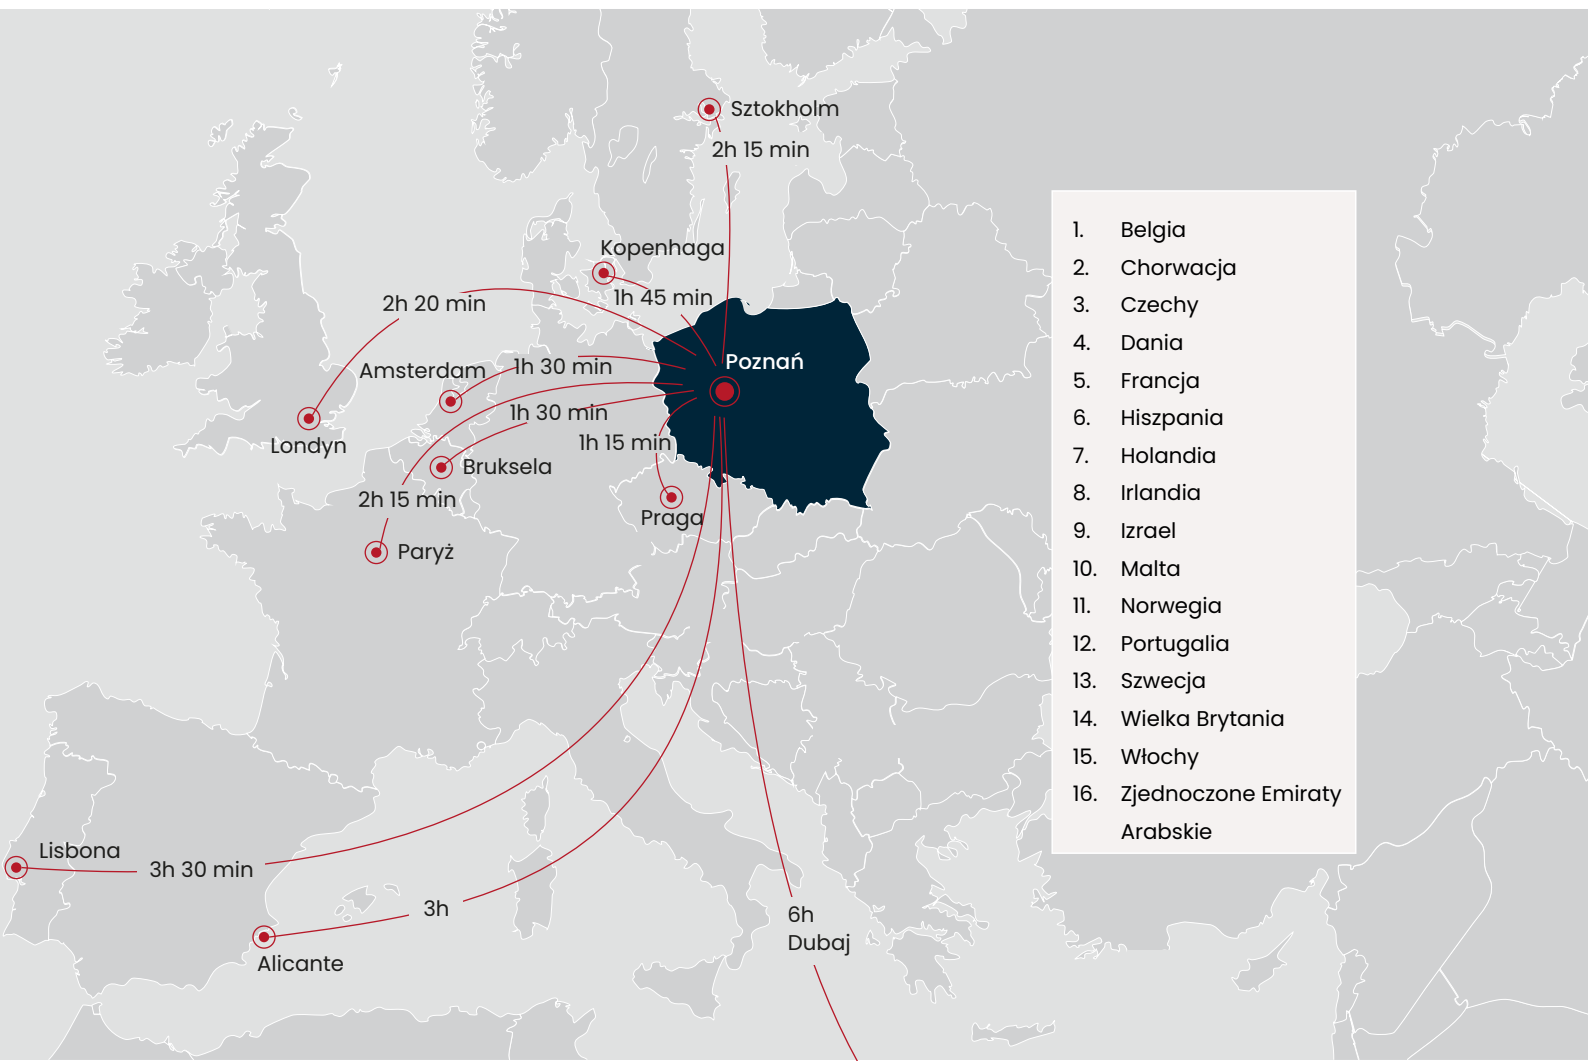 Sztokholm
2h 15 min
Kopenhaga
1h 45 min
2h 20 min
Poznań
Amsterdam
1h 30 min
1h 30 min
Londyn
1h 15 min
Bruksela
2h 15 min
Praga
Paryż
Lisbona
3h 30 min
3h
Alicante
6h
Dubaj
1. Belgia
2. Chorwacja
3. Czechy
4. Dania
5. Francja
6. Hiszpania
7. Holandia
8. Irlandia
9. Izrael
10. Malta
11. Norwegia
12. Portugalia
13. Szwecja
14. Wielka Brytania
15. Włochy
16. Zjednoczone Emiraty
Arabskie